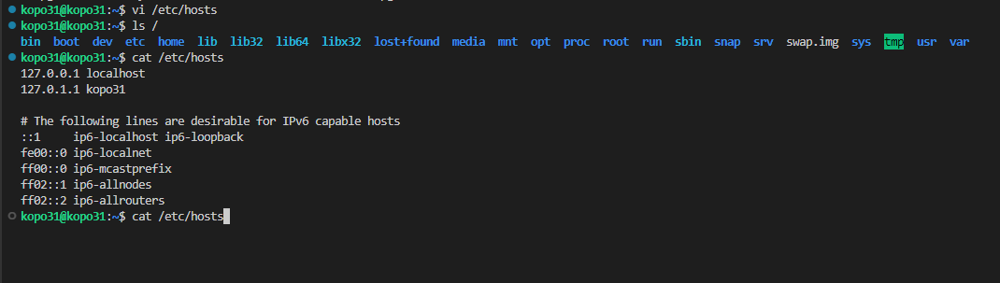 kopo31@kopo31:~$ vi /etc/hosts
kopo31@kopo31:~$ ls /
bin boot dev etc home lib lib32 lib64 libx32 lost+found media mnt opt proc root run sbin snap srv swap.img sys tmp usr var
kopo31@kopo31:~$ cat /etc/hosts
127.0.0.1 localhost
127.0.1.1 kopo31
# The following lines are desirable for IPv6 capable hosts
::1     ip6-localhost ip6-loopback
fe00::0 ip6-localnet
ff00::0 ip6-mcastprefix
ff02::1 ip6-allnodes
ff02::2 ip6-allrouters
kopo31@kopo31:~$ cat /etc/hosts